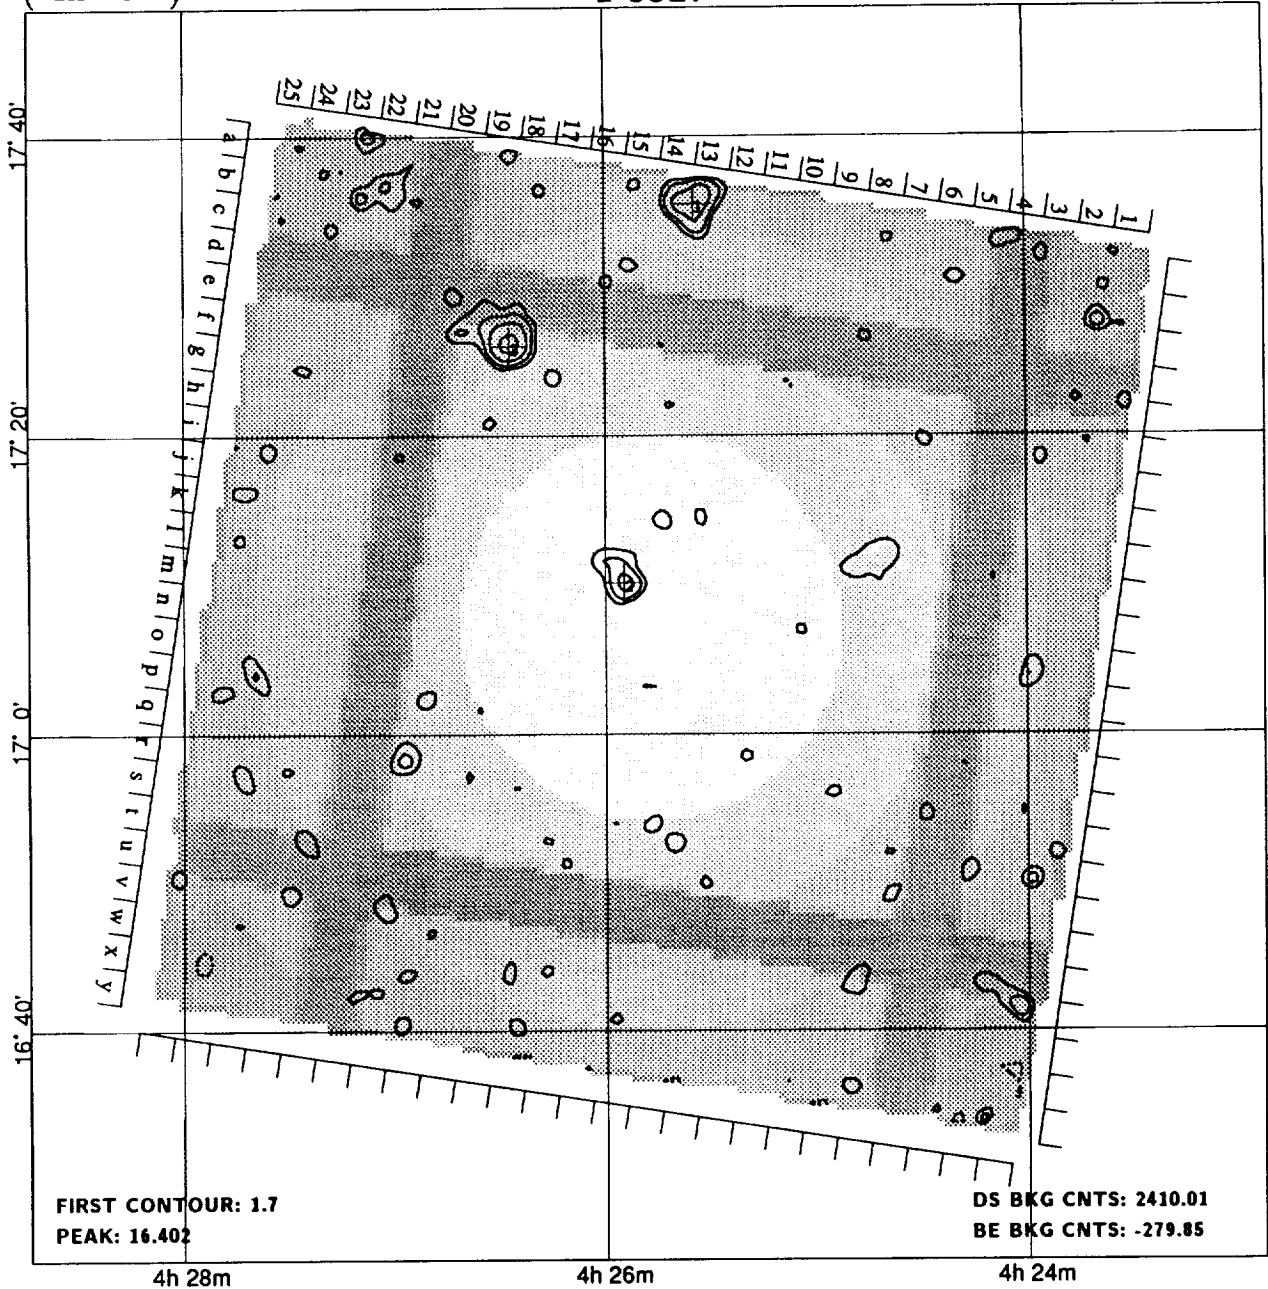 25 24 23 22 21 20 19 18 17 16 15 14 13 12 11 10 9 8 7 6 5 4 3 2 1
a b c d e f g h i j k l m n o p q r s t u v w x y
17° 40'
17° 20'
17° 0'
16° 40'
FIRST CONTOUR: 1.7
PEAK: 16.402
DS BKG CNTS: 2410.01
BE BKG CNTS: -279.85
4h 28m
4h 26m
4h 24m